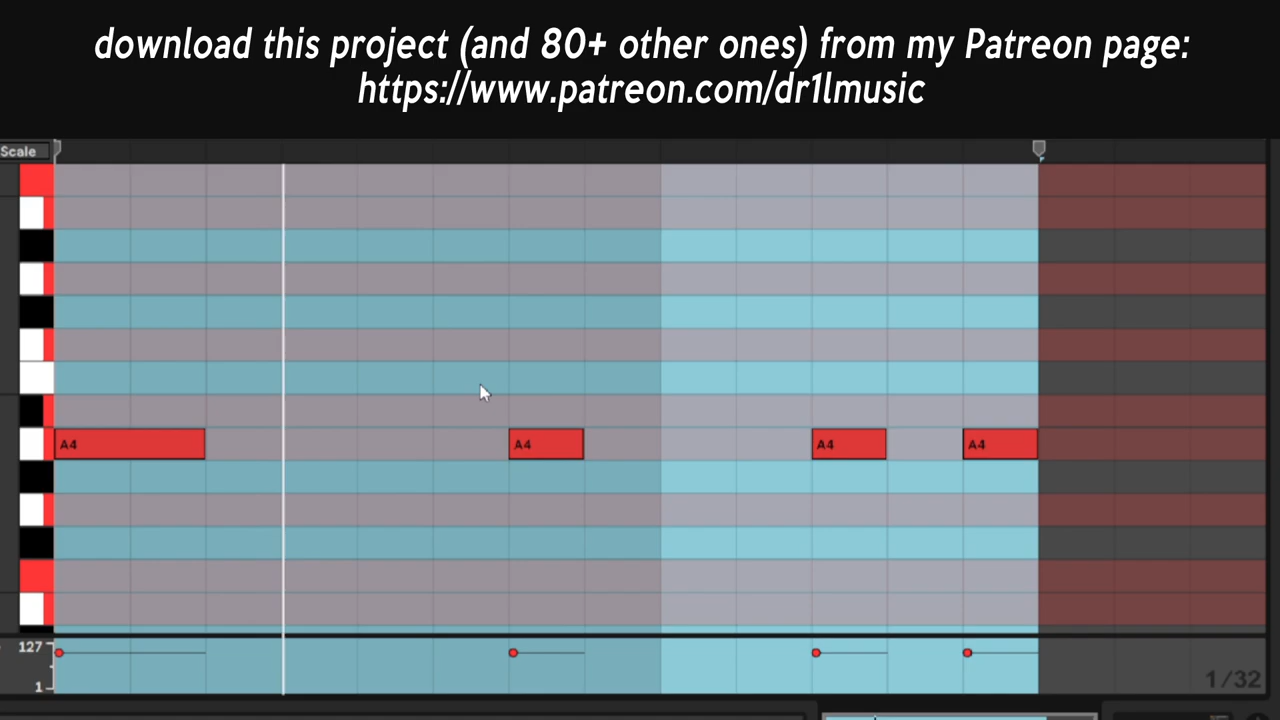 download this project (and 80+ other ones) from my Patreon page:
https://www.patreon.com/dr1lmusic
Scale
A4 A4 A4 A4
127
1
1/32